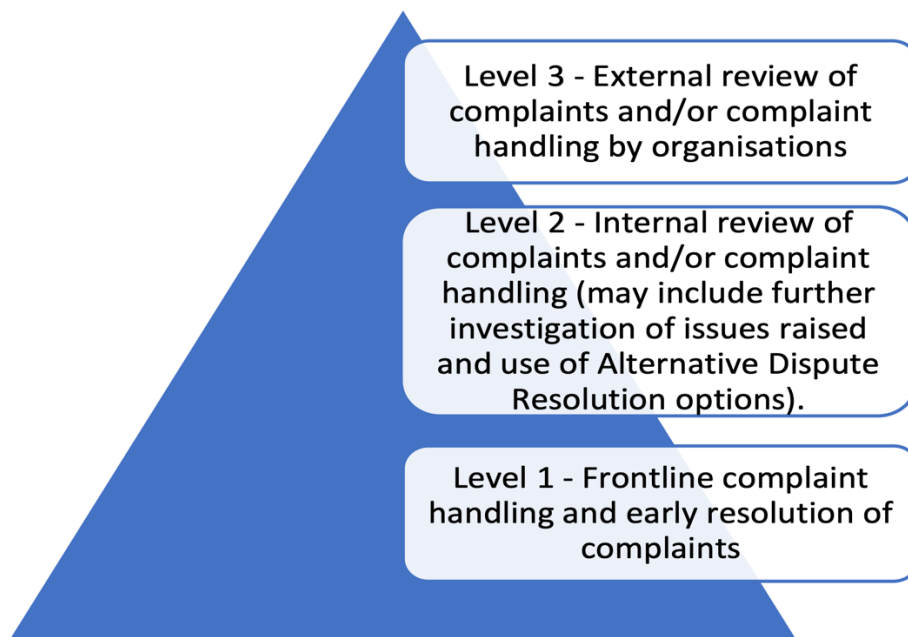 Level 3 - External review of
complaints and/or complaint
handling by organisations
Level 2 - Internal review of
complaints and/or complaint
handling (may include further
investigation of issues raised
and use of Alternative Dispute
Resolution options).
Level 1 - Frontline complaint
handling and early resolution of
complaints